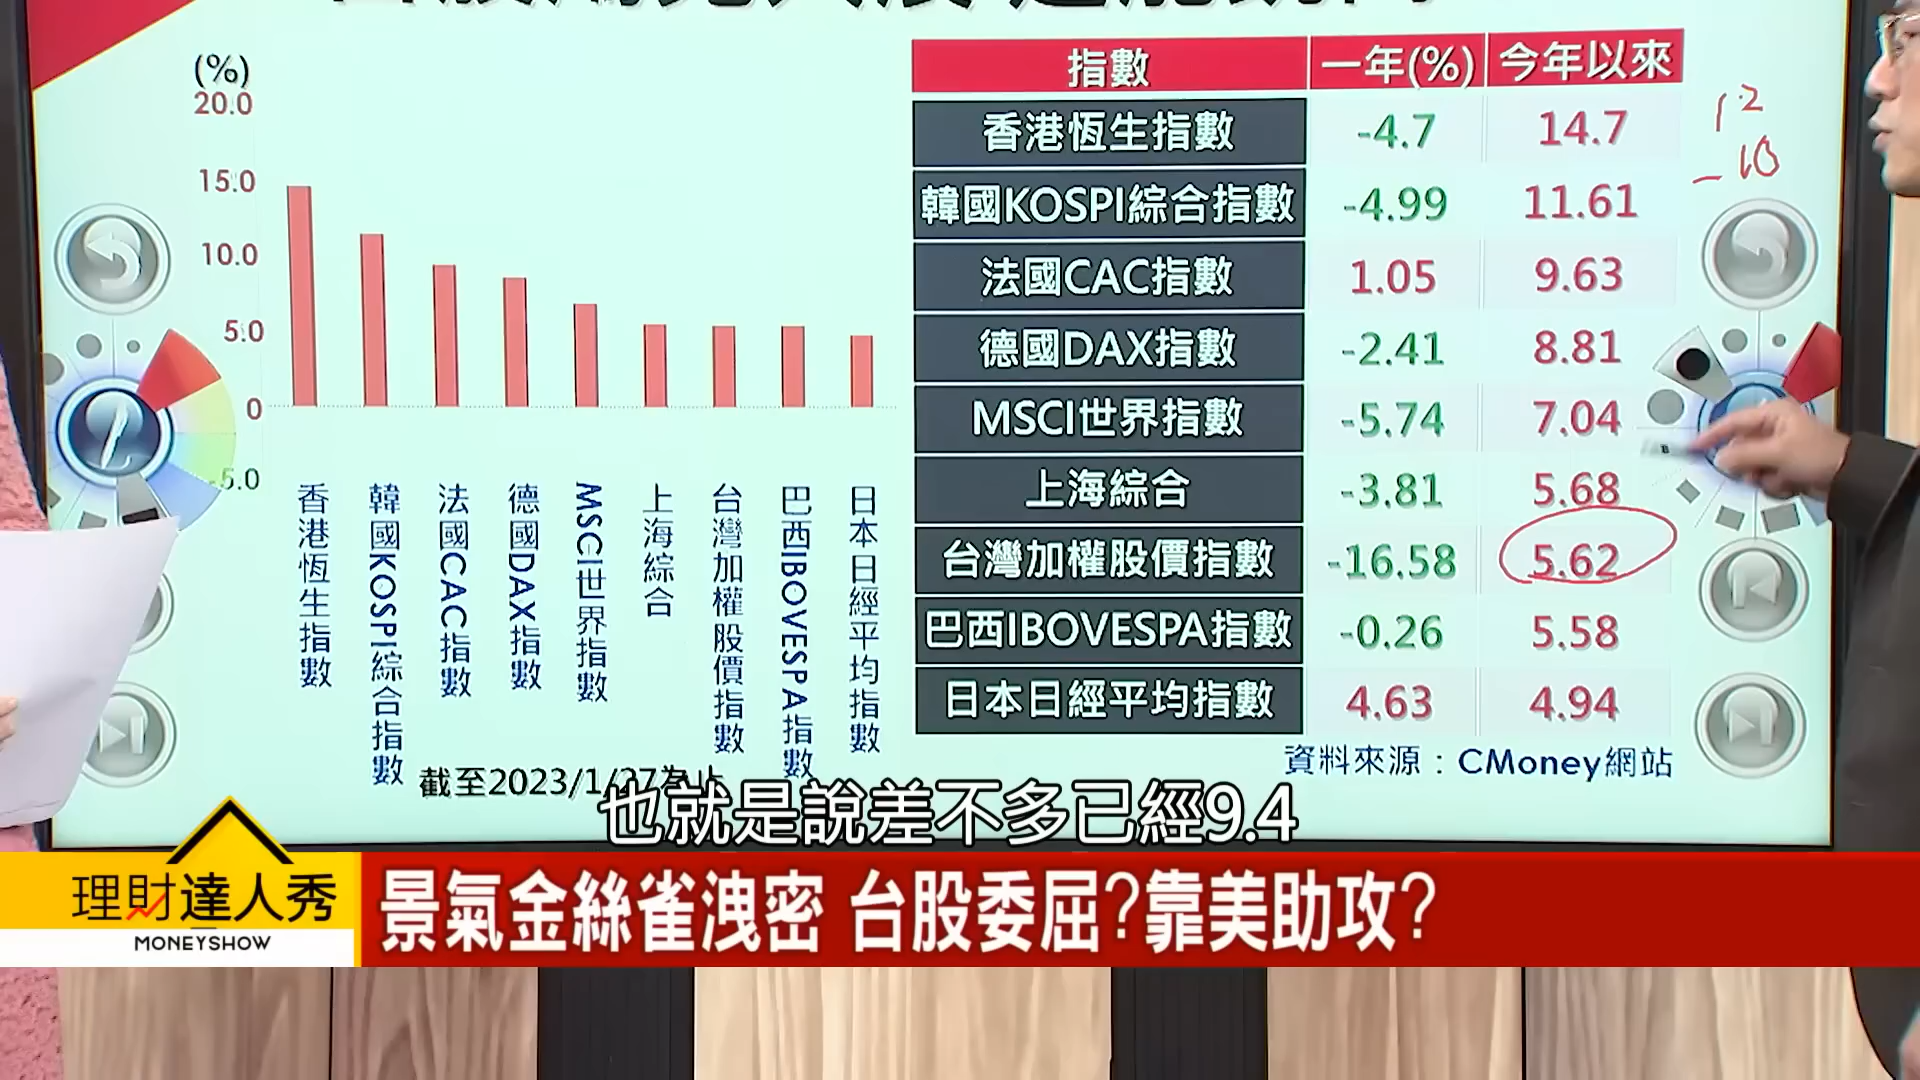 (%)
20.0
15.0
10.0
5.0
0
-5.0
香港恆生指數
韓國KOSPI綜合指數
法國CAC指數
德國DAX指數
MSCI世界指數
上海綜合
台灣加權股價指數
巴西IBOVESPA指數
日本日經平均指數
指數 一年(%) 今年以來
香港恆生指數 -4.7 14.7
韓國KOSPI綜合指數 -4.99 11.61
法國CAC指數 1.05 9.63
德國DAX指數 -2.41 8.81
MSCI世界指數 -5.74 7.04
上海綜合 -3.81 5.68
台灣加權股價指數 -16.58 5.62
巴西IBOVESPA指數 -0.26 5.58
日本日經平均指數 4.63 4.94
12
-10
資料來源：CMoney網站
截至2023/1/27為止
也就是說差不多已經9.4
理財達人秀
MONEYSHOW
景氣金絲雀洩密 台股委屈?靠美助攻?